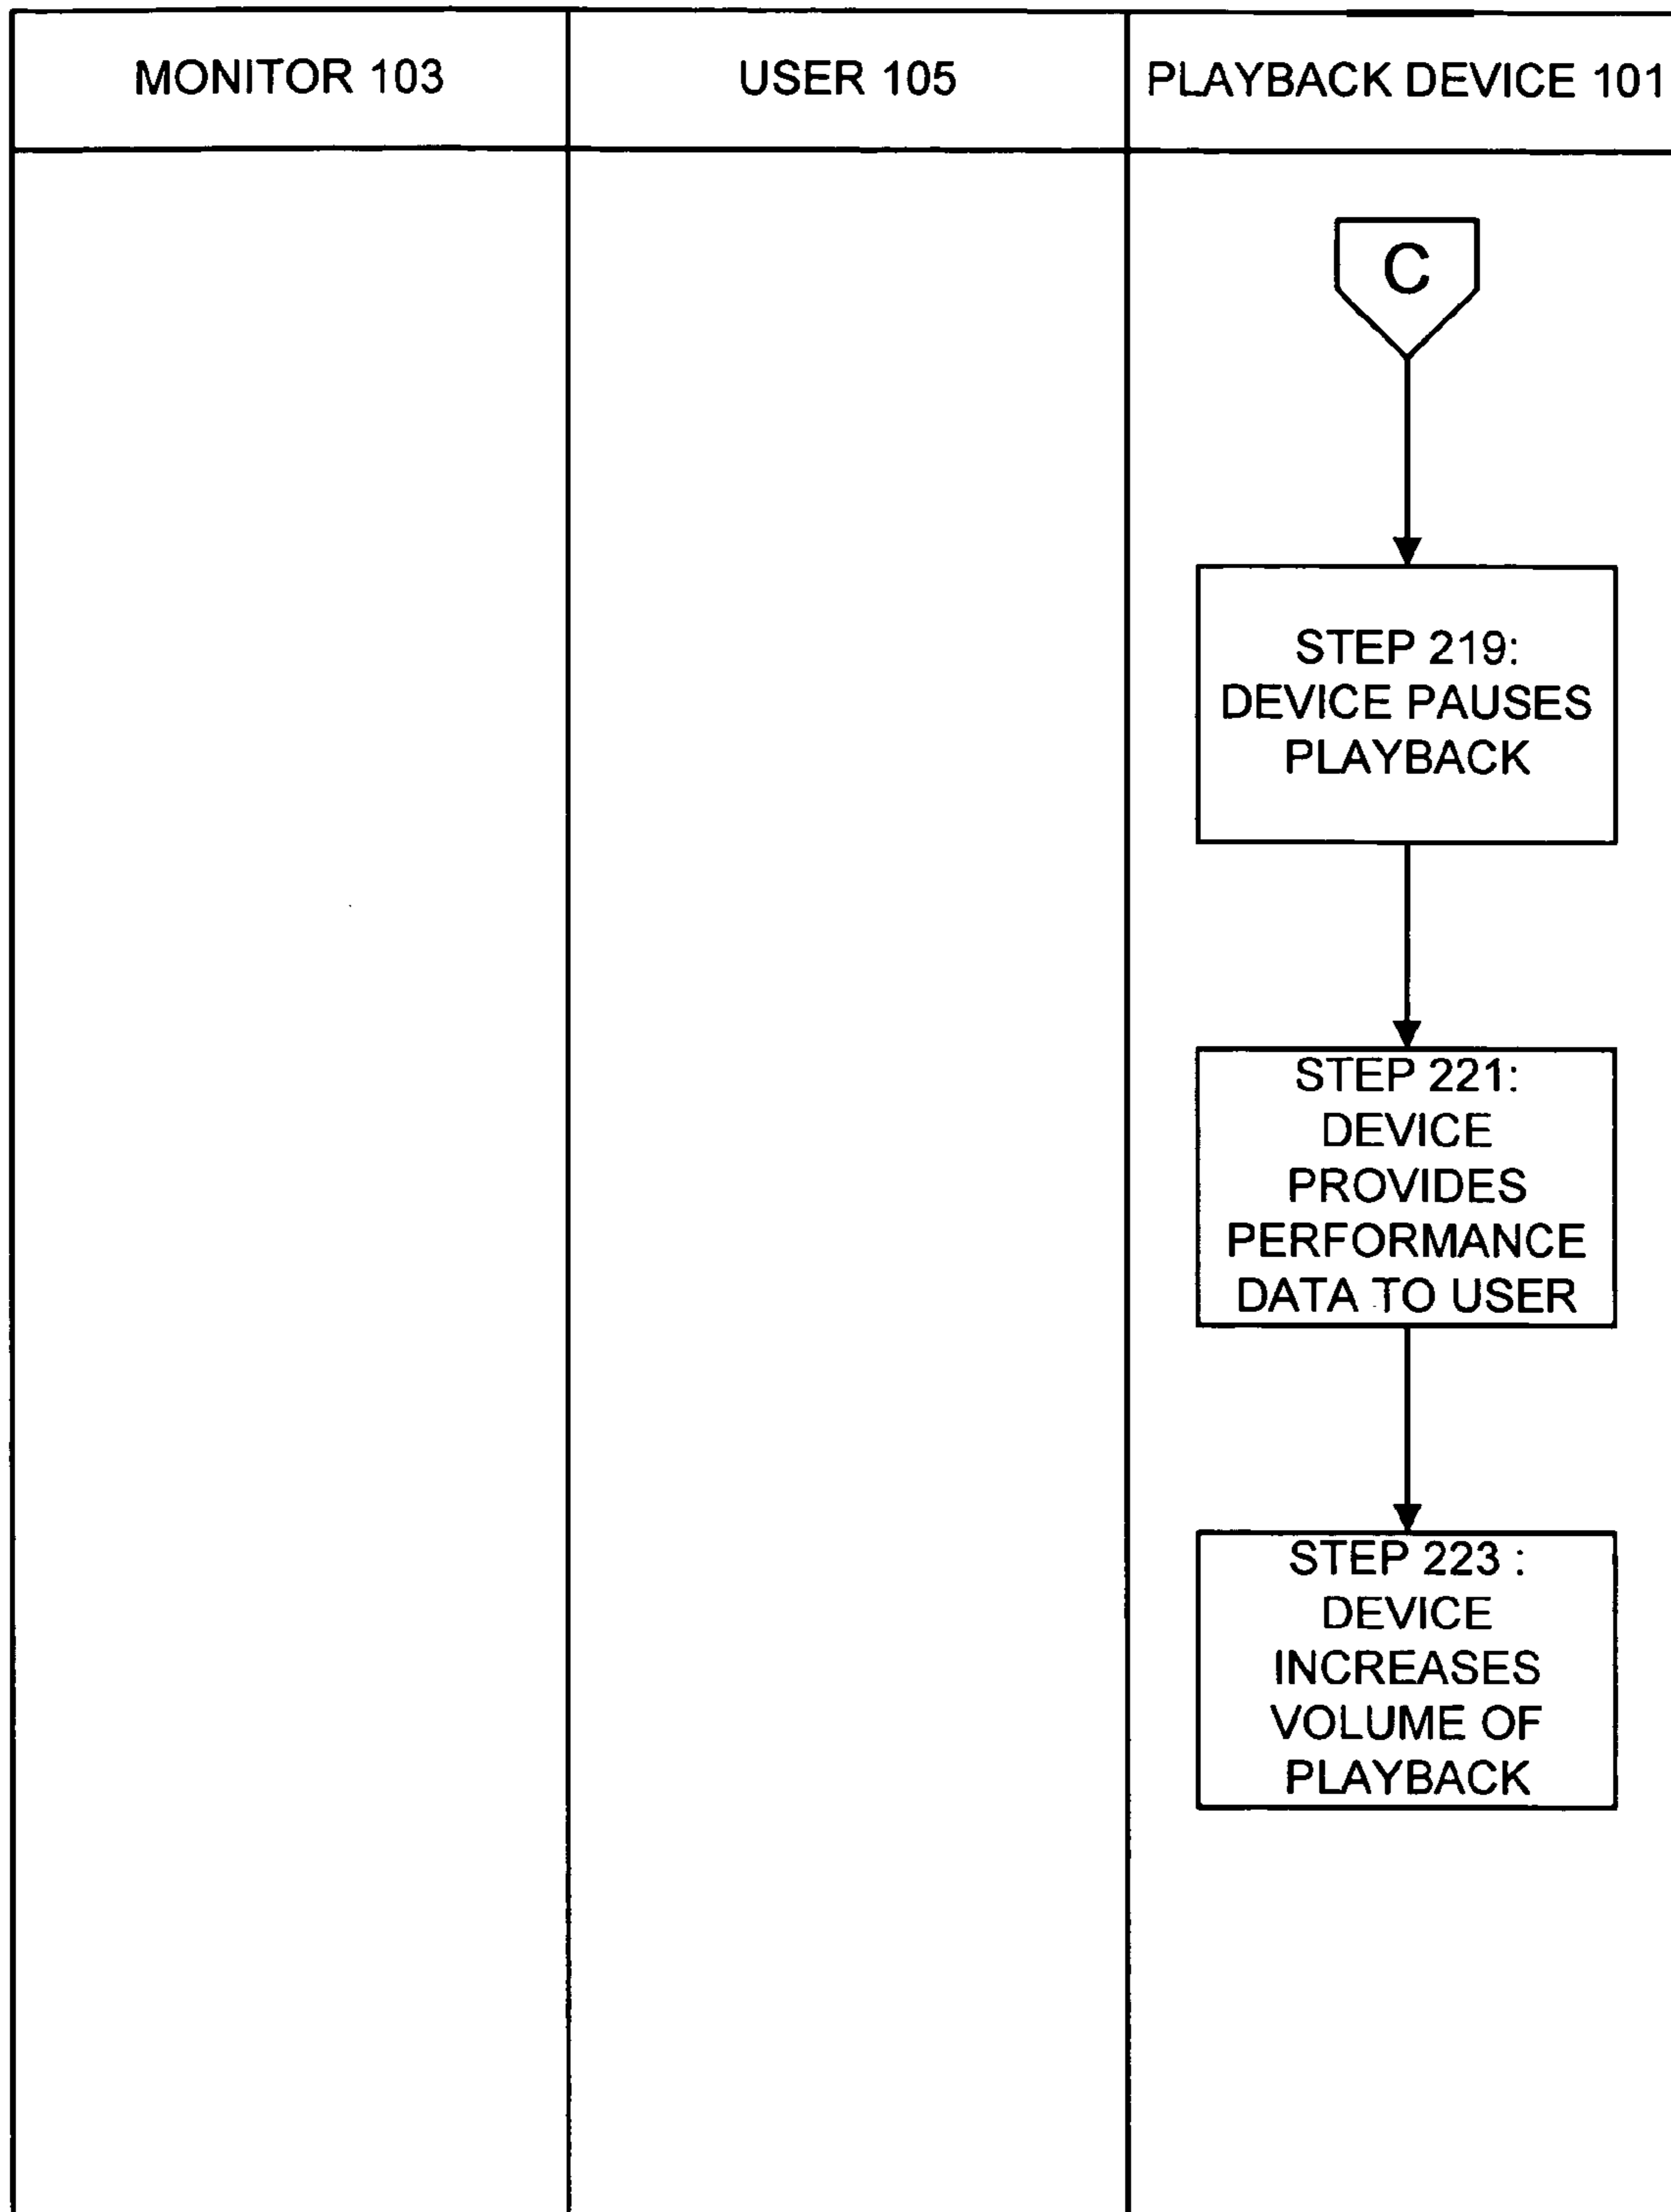 MONITOR 103
USER 105
PLAYBACK DEVICE 101
C
STEP 219:
DEVICE PAUSES
PLAYBACK
STEP 221:
DEVICE
PROVIDES
PERFORMANCE
DATA TO USER
STEP 223 :
DEVICE
INCREASES
VOLUME OF
PLAYBACK